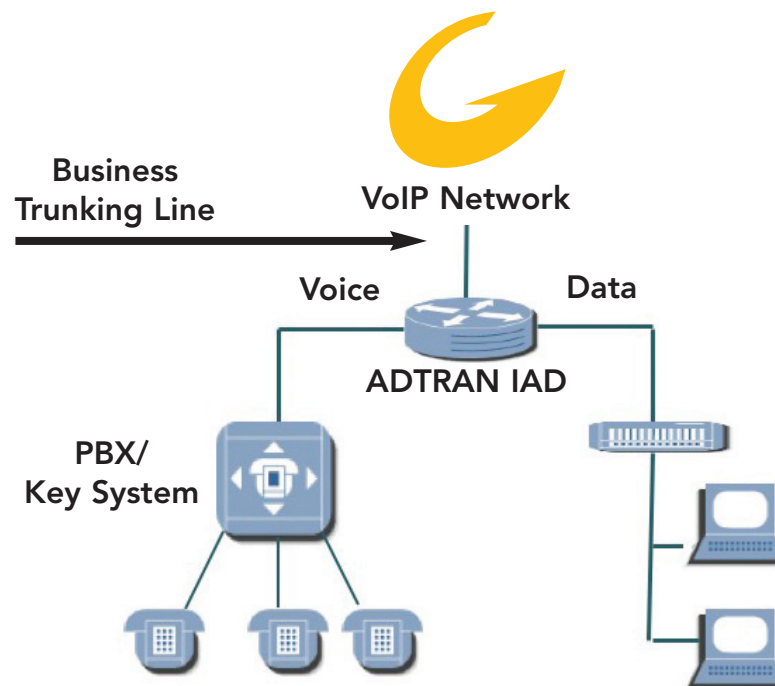 Business
Trunking Line
VoIP Network
Voice
Data
ADTRAN IAD
PBX/
Key System